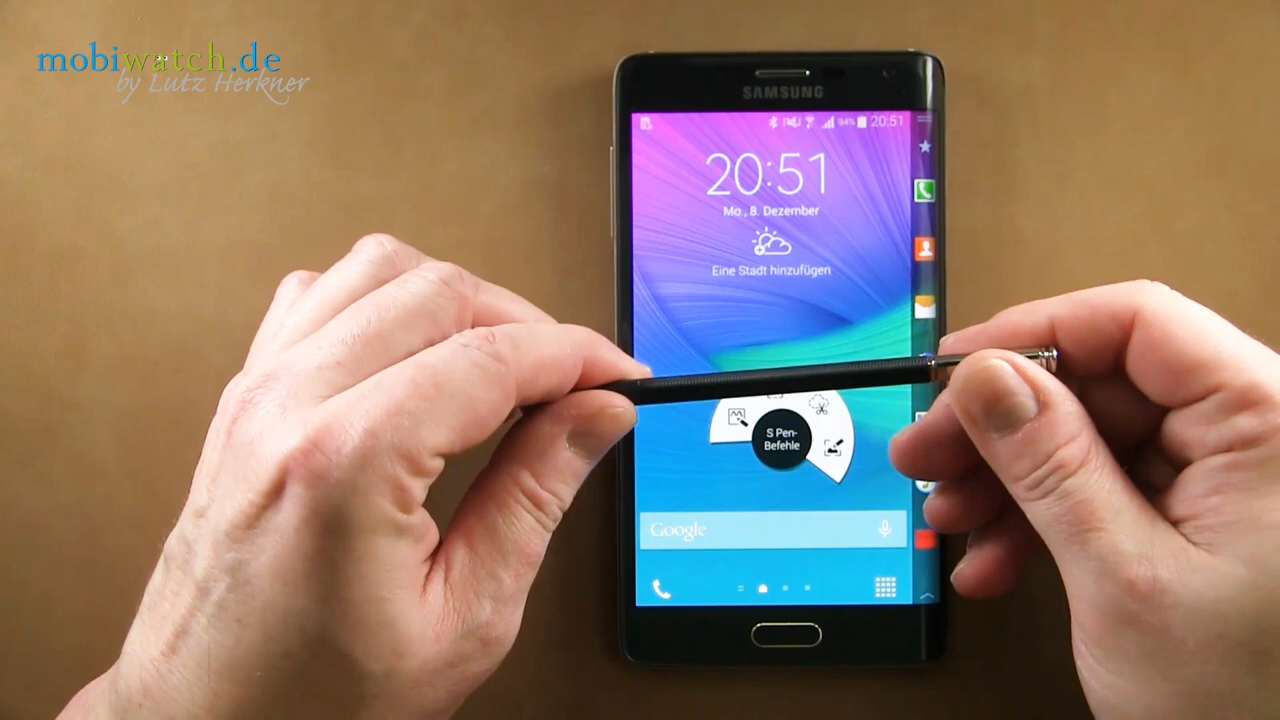 mobiwatch.de
by Lutz Herkner
SAMSUNG
94% 20:51
20:51
Mo., 8. Dezember
Eine Stadt hinzufügen
S Pen-
Befehle
Google